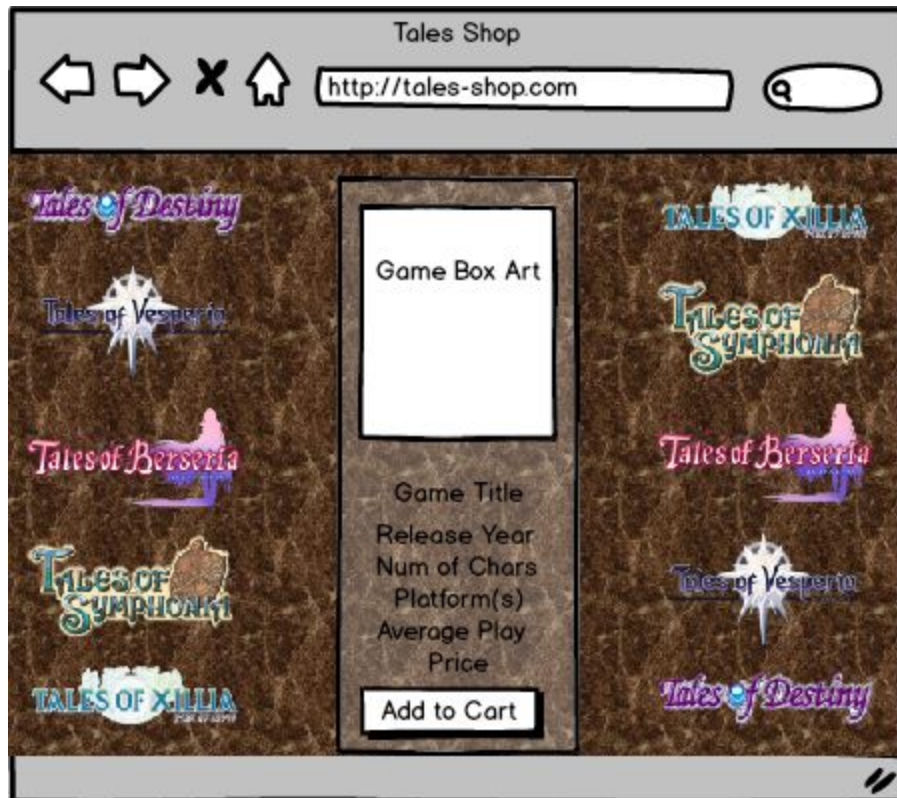 Tales Shop
http://tales-shop.com
Tales of Destiny
Tales of Vesperia
Tales of Berseria
Tales of Symphonia
TALES OF XILLIA
Game Box Art
Game Title
Release Year
Num of Chars
Platform(s)
Average Play
Price
Add to Cart
TALES OF XILLIA
Tales of Symphonia
Tales of Berseria
Tales of Vesperia
Tales of Destiny